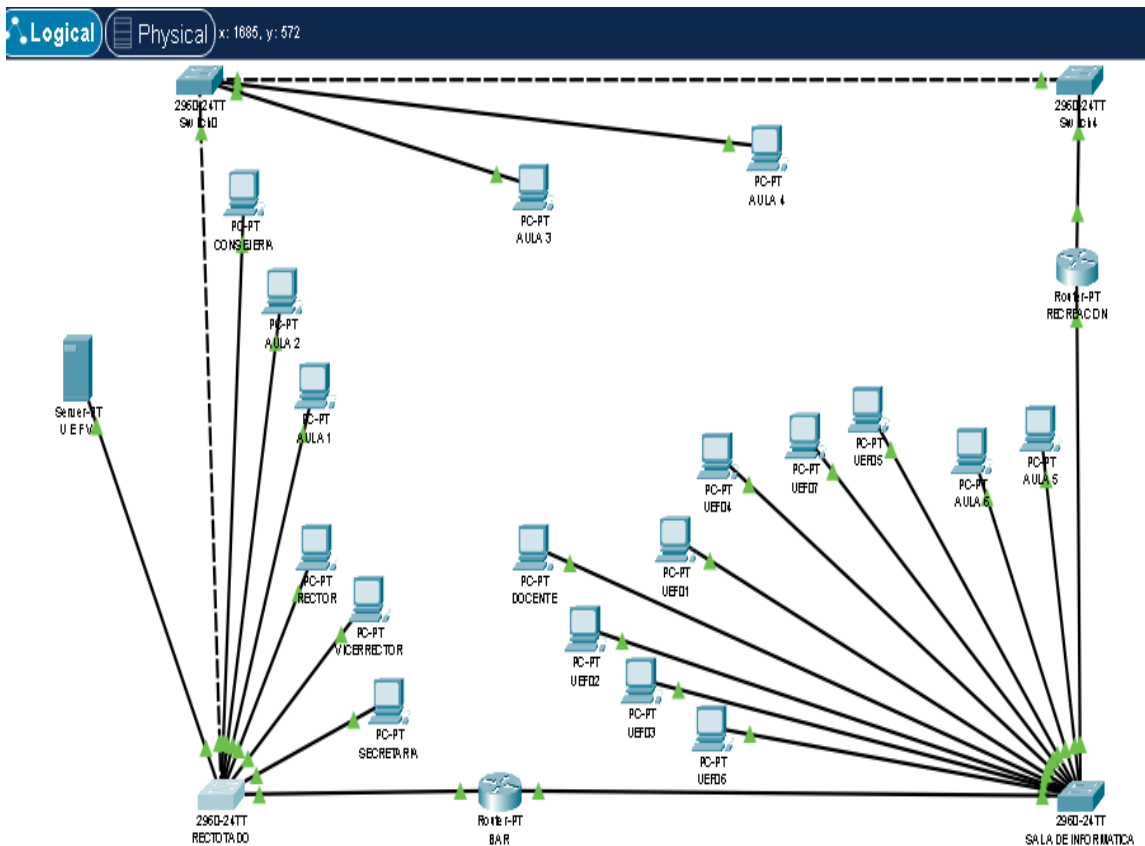 Logical
Physical
x: 1685, y: 572
2960-24TT
Switch0
2960-24TT
Switch4
PC-PT
AULA 4
PC-PT
AULA 3
PC-PT
CONSEJERIA
Router-PT
RECREACION
PC-PT
AULA 2
Server-PT
U E F V
PC-PT
AULA 1
PC-PT
UEFD5
PC-PT
UEFD7
PC-PT
UEFD4
PC-PT
AULA 6
PC-PT
AULA 5
PC-PT
RECTOR
PC-PT
DOCENTE
PC-PT
UEFD1
PC-PT
VICERRECTOR
PC-PT
UEFD2
PC-PT
UEFD3
PC-PT
SECRETARIA
PC-PT
UEFD6
2960-24TT
RECTOTADO
Router-PT
BAR
2960-24TT
SALA DE INFORMATICA